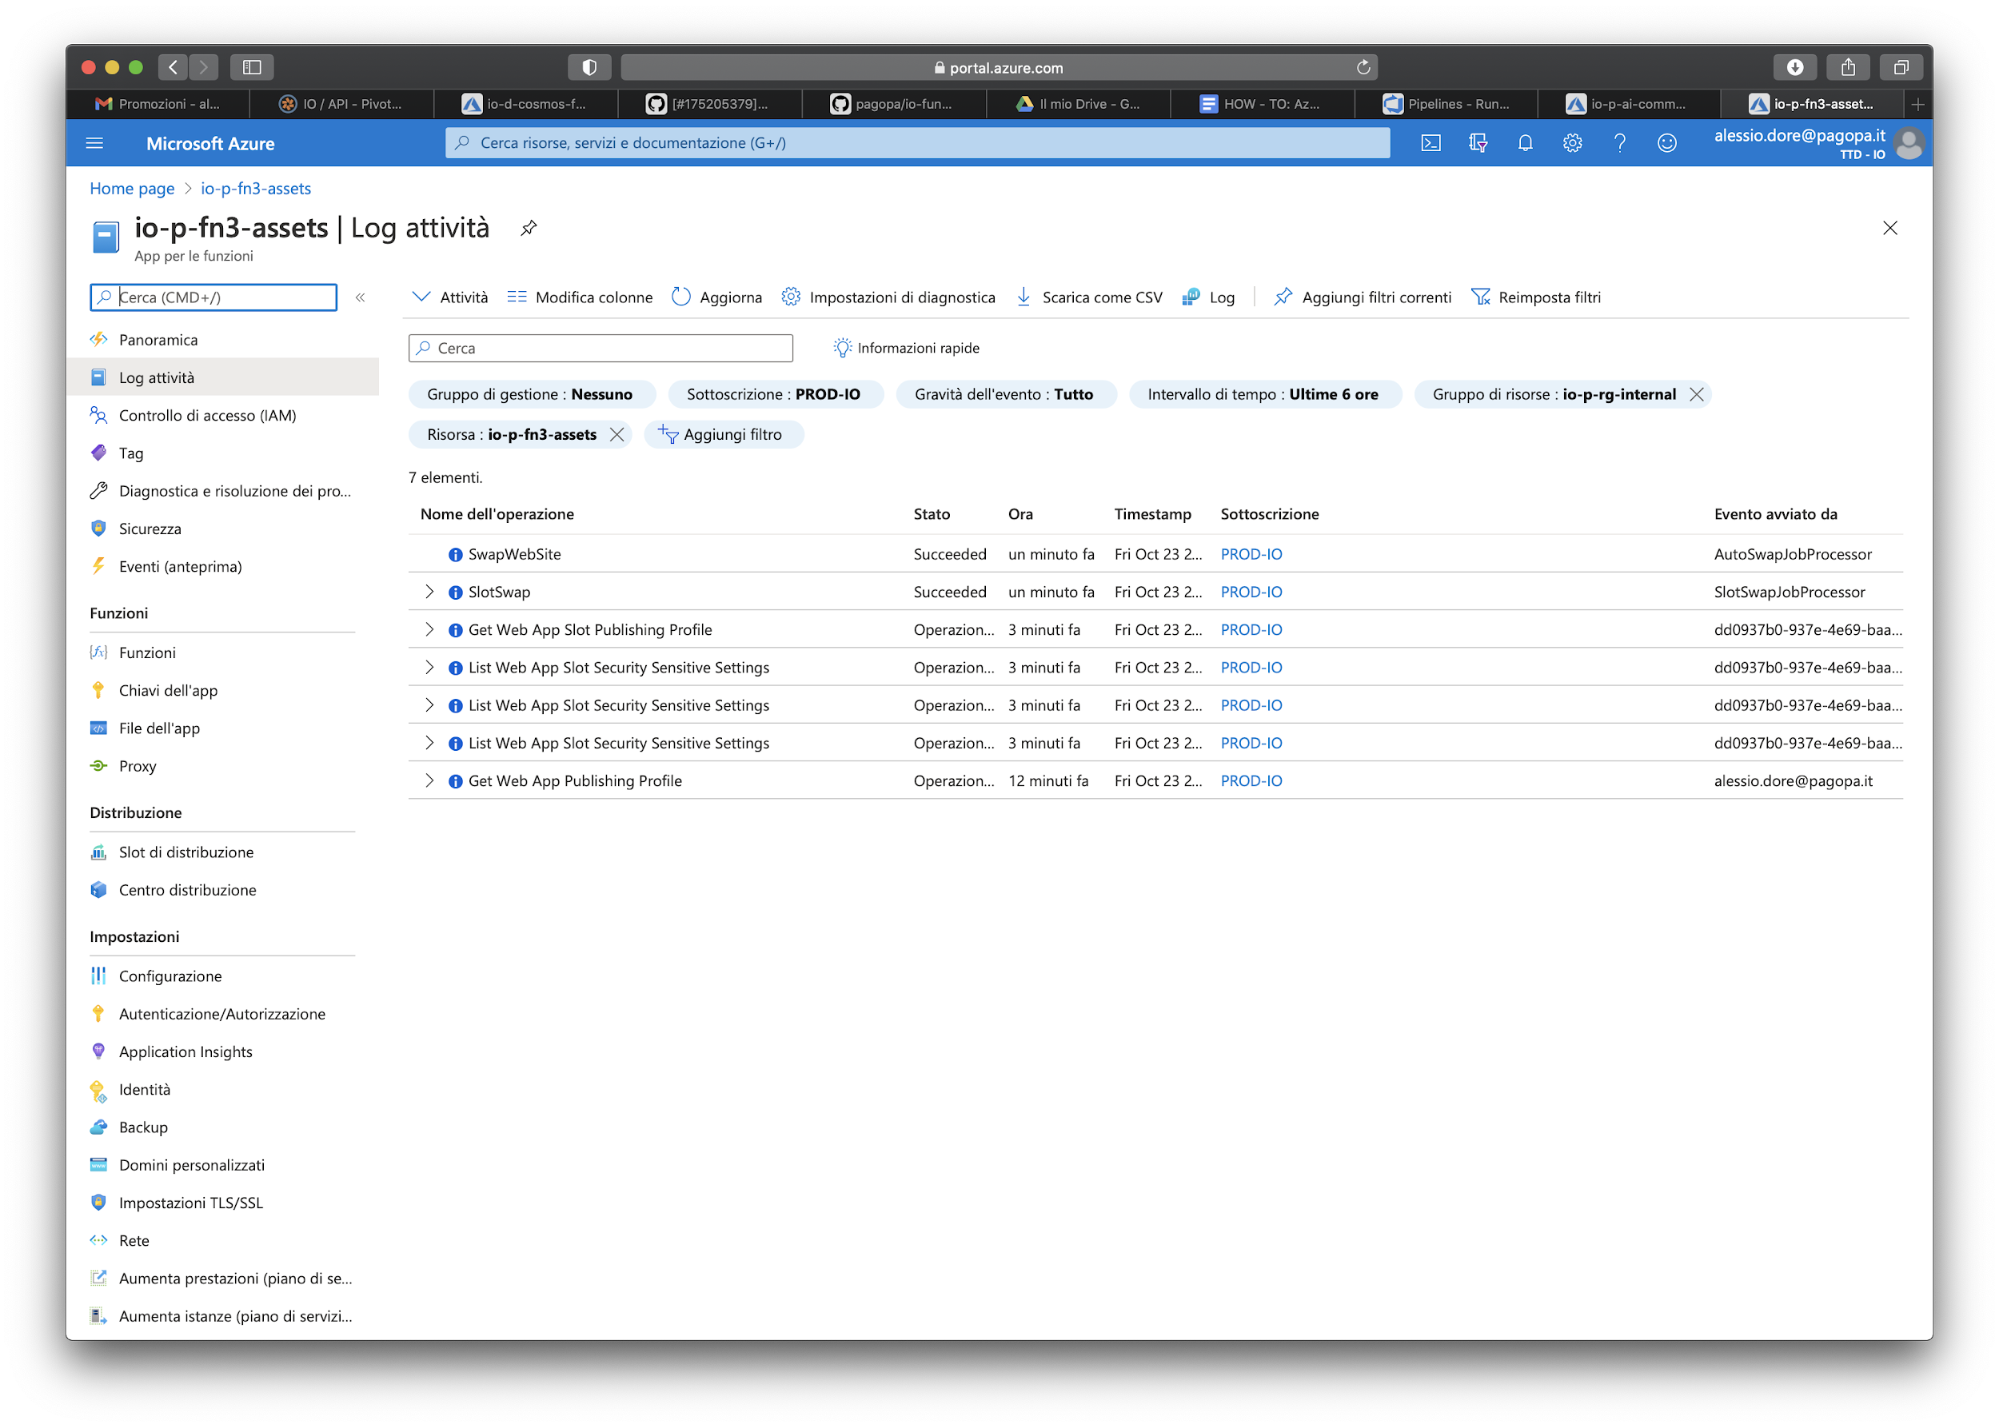 portal.azure.com
Promozioni - al...
IO / API - Pivot...
io-d-cosmos-f...
[#175205379]...
pagopa/io-fun...
Il mio Drive - G...
HOW - TO: Az...
Pipelines - Run...
io-p-ai-comm...
io-p-fn3-asset...
Microsoft Azure
Cerca risorse, servizi e documentazione (G+/)
alessio.dore@pagopa.it
TTD - IO
Home page > io-p-fn3-assets
io-p-fn3-assets | Log attività
App per le funzioni
Cerca (CMD+/)
«
Panoramica
Log attività
Controllo di accesso (IAM)
Tag
Diagnostica e risoluzione dei pro...
Sicurezza
Eventi (anteprima)
Funzioni
Funzioni
Chiavi dell'app
File dell'app
Proxy
Distribuzione
Slot di distribuzione
Centro distribuzione
Impostazioni
Configurazione
Autenticazione/Autorizzazione
Application Insights
Identità
Backup
Domini personalizzati
Impostazioni TLS/SSL
Rete
Aumenta prestazioni (piano di se...
Aumenta istanze (piano di servizi...
Attività Modifica colonne Aggiorna Impostazioni di diagnostica Scarica come CSV Log Aggiungi filtri correnti Reimposta filtri
Cerca
Informazioni rapide
Gruppo di gestione : Nessuno
Sottoscrizione : PROD-IO
Gravità dell'evento : Tutto
Intervallo di tempo : Ultime 6 ore
Gruppo di risorse : io-p-rg-internal
Risorsa : io-p-fn3-assets
Aggiungi filtro
7 elementi.
Nome dell'operazione Stato Ora Timestamp Sottoscrizione Evento avviato da
SwapWebSite Succeeded un minuto fa Fri Oct 23 2... PROD-IO AutoSwapJobProcessor
SlotSwap Succeeded un minuto fa Fri Oct 23 2... PROD-IO SlotSwapJobProcessor
Get Web App Slot Publishing Profile Operazion... 3 minuti fa Fri Oct 23 2... PROD-IO dd0937b0-937e-4e69-baa...
List Web App Slot Security Sensitive Settings Operazion... 3 minuti fa Fri Oct 23 2... PROD-IO dd0937b0-937e-4e69-baa...
List Web App Slot Security Sensitive Settings Operazion... 3 minuti fa Fri Oct 23 2... PROD-IO dd0937b0-937e-4e69-baa...
List Web App Slot Security Sensitive Settings Operazion... 3 minuti fa Fri Oct 23 2... PROD-IO dd0937b0-937e-4e69-baa...
Get Web App Publishing Profile Operazion... 12 minuti fa Fri Oct 23 2... PROD-IO alessio.dore@pagopa.it